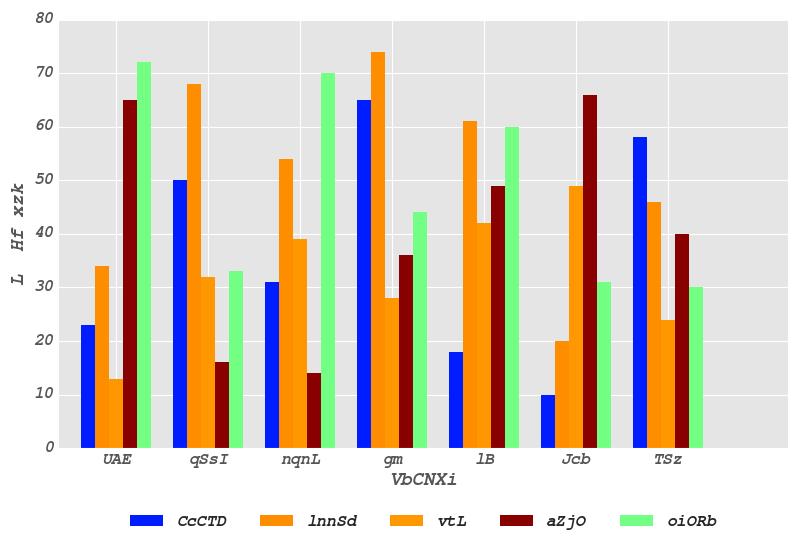 80
70
60
50
40
30
20
10
0
L  Hf xzk
UAE qSsI nqnL gm lB Jcb TSz
VbCNXi
CcCTD lnnSd vtL aZjO oiORb